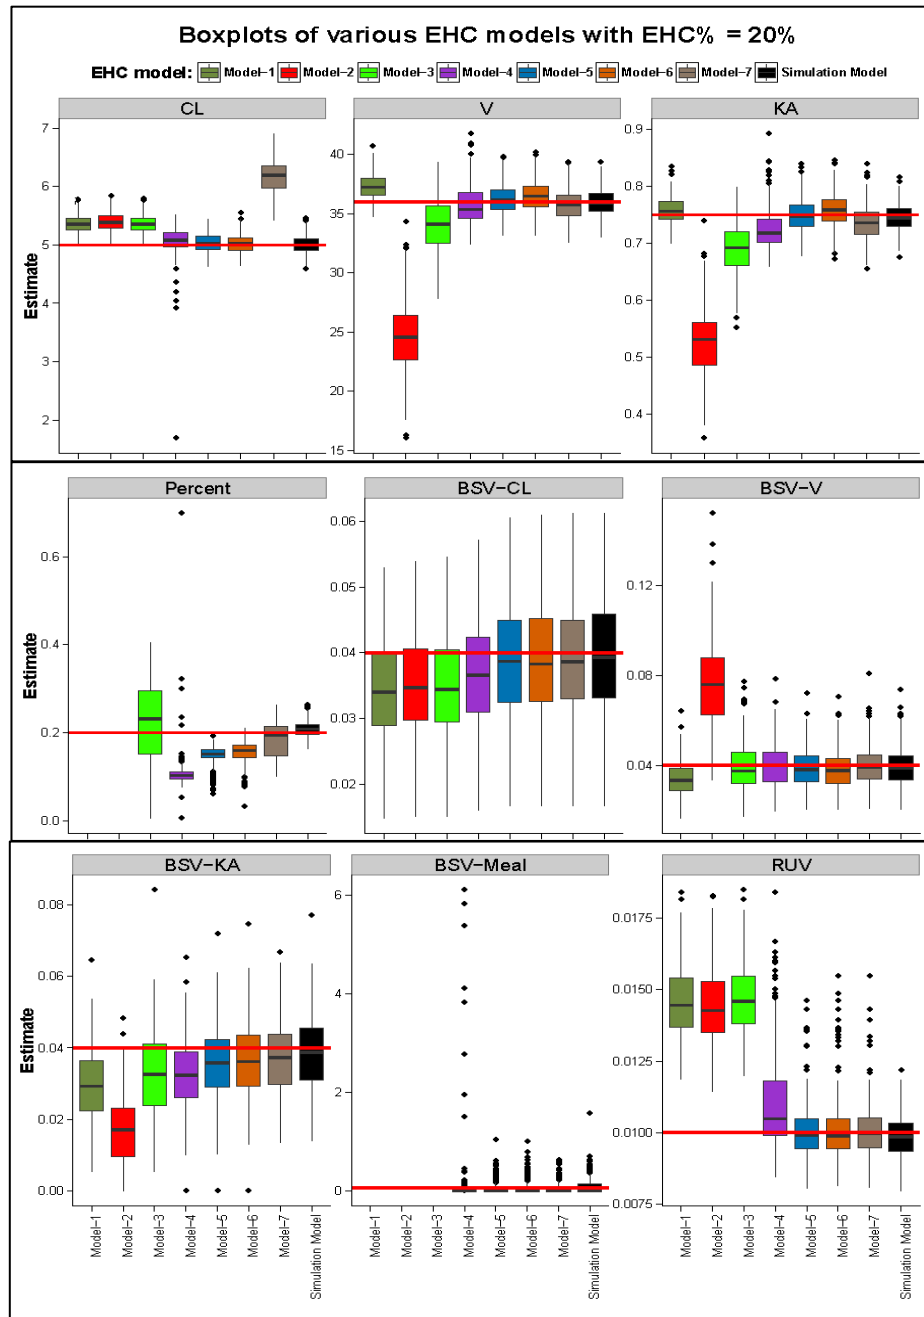 Boxplots of various EHC models with EHC% = 20%
EHC model: Model-1 Model-2 Model-3 Model-4 Model-5 Model-6 Model-7 Simulation Model
CL V KA
7
6
5
4
3
2
40
35
30
25
20
15
0.9
0.8
0.7
0.6
0.5
0.4
Estimate
Percent BSV-CL BSV-V
0.6
0.4
0.2
0.0
0.06
0.05
0.04
0.03
0.02
0.12
0.08
0.04
Estimate
BSV-KA BSV-Meal RUV
0.08
0.06
0.04
0.02
0.00
6
4
2
0
0.0175
0.0150
0.0125
0.0100
0.0075
Estimate
Model-1
Model-2
Model-3
Model-4
Model-5
Model-6
Model-7
Simulation Model
Model-1
Model-2
Model-3
Model-4
Model-5
Model-6
Model-7
Simulation Model
Model-1
Model-2
Model-3
Model-4
Model-5
Model-6
Model-7
Simulation Model